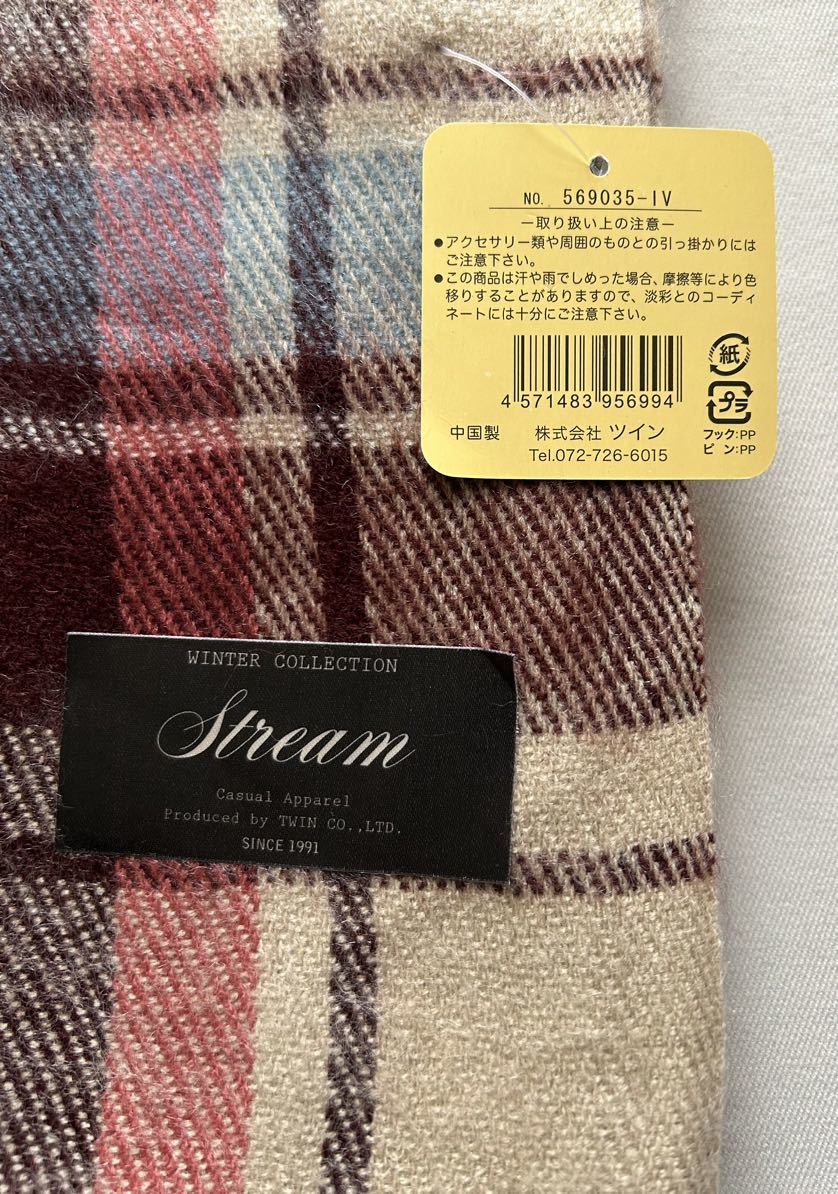 NO. 569035-IV
ー取り扱い上の注意ー
●アクセサリー類や周囲のものとの引っ掛かりには
ご注意下さい。
●この商品は汗や雨でしめった場合、摩擦等により色
移りすることがありますので、淡彩とのコーディ
ネートには十分にご注意下さい。
4 571483 956994
紙
プラ
フック:PP
ピン:PP
中国製 株式会社 ツイン
Tel.072-726-6015
WINTER COLLECTION
Stream
Casual Apparel
Produced by TWIN CO.,LTD.
SINCE 1991